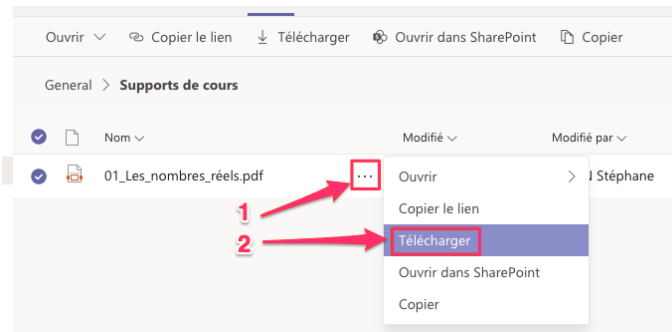 Ouvrir Copier le lien Télécharger Ouvrir dans SharePoint Copier
General > Supports de cours
Nom Modifié Modifié par
01_Les_nombres_réels.pdf ... Stéphane
Ouvrir
1
Copier le lien
2
Télécharger
Ouvrir dans SharePoint
Copier